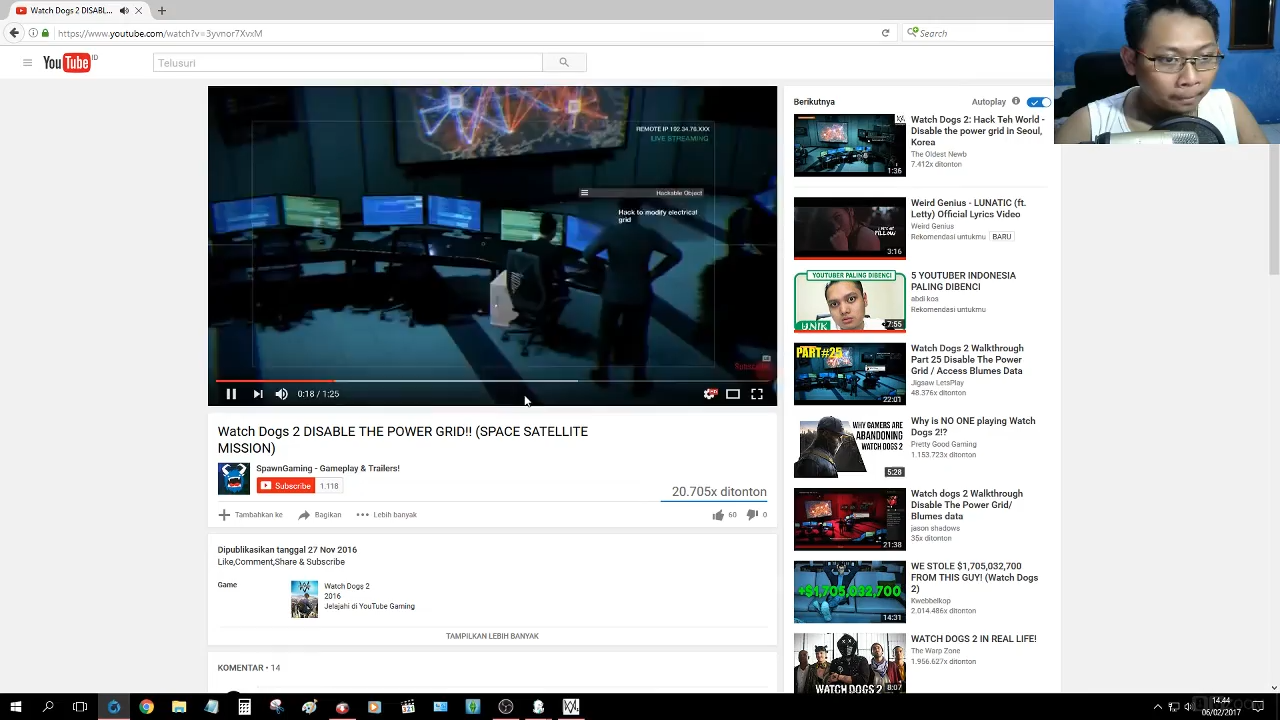 Watch Dogs 2 DISABL
https://www.youtube.com/watch?v=3yvnor7XvxM
Search
YouTube ID
Telusuri
REMOTE IP 192.34.76.XXX
LIVE STREAMING
Hackable Object
Hack to modify electrical
grid
0:18 / 1:25
HD
Watch Dogs 2 DISABLE THE POWER GRID!! (SPACE SATELLITE
MISSION)
SpawnGaming - Gameplay & Trailers!
Subscribe 1.118
20.705x ditonton
Tambahkan ke Bagikan Lebih banyak 60 0
Dipublikasikan tanggal 27 Nov 2016
Like,Comment,Share & Subscribe
Game
Watch Dogs 2
2016
Jelajahi di YouTube Gaming
TAMPILKAN LEBIH BANYAK
KOMENTAR • 14
Berikutnya Autoplay
Watch Dogs 2: Hack Teh World -
Disable the power grid in Seoul,
Korea
The Oldest Newb
7.412x ditonton
1:36
Weird Genius - LUNATIC (ft.
Letty) Official Lyrics Video
Weird Genius
Rekomendasi untukmu BARU
3:16
YOUTUBER PALING DIBENCI
UNIK
7:55
5 YOUTUBER INDONESIA
PALING DIBENCI
abdi kos
Rekomendasi untukmu
PART#25
22:01
Watch Dogs 2 Walkthrough
Part 25 Disable The Power
Grid / Access Blumes Data
Jigsaw LetsPlay
48.376x ditonton
WHY GAMERS ARE
ABANDONING
WATCH DOGS 2
5:28
Why is NO ONE playing Watch
Dogs 2!?
Pretty Good Gaming
1.153.723x ditonton
21:38
Watch dogs 2 Walkthrough
Disable The Power Grid/
Blumes data
jason shadows
35x ditonton
+$1,705,032,700
14:31
WE STOLE $1,705,032,700
FROM THIS GUY! (Watch Dogs
2)
Kwebbelkop
2.014.486x ditonton
WATCH DOGS 2
8:07
WATCH DOGS 2 IN REAL LIFE!
The Warp Zone
1.956.627x ditonton
14.44
06/02/2017